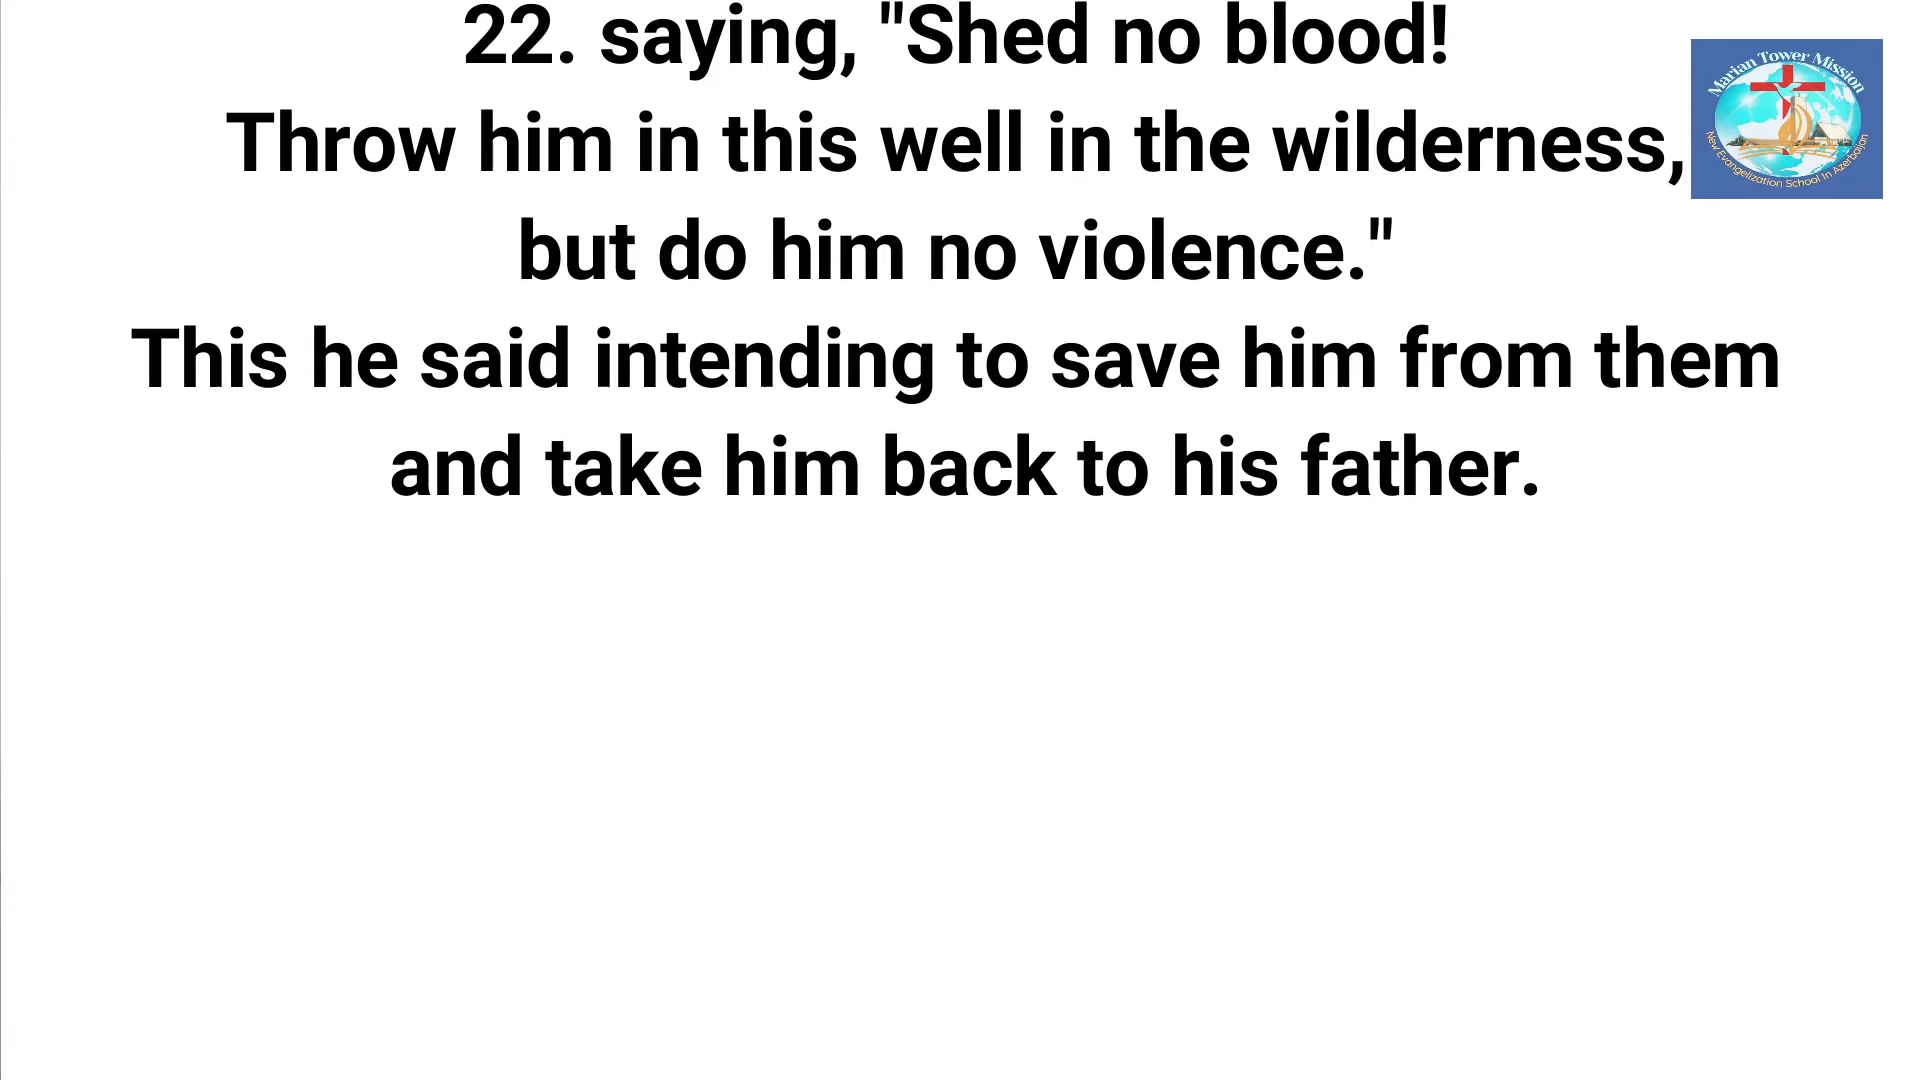 22. saying, "Shed no blood!
Throw him in this well in the wilderness,
but do him no violence."
This he said intending to save him from them
and take him back to his father.
Marian Tower Mission
New Evangelization School In Azerbaijan